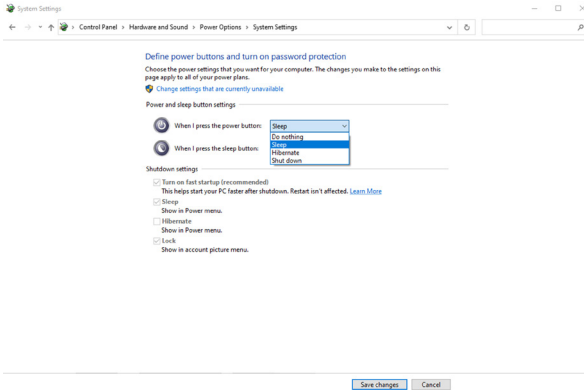 System Settings
Control Panel > Hardware and Sound > Power Options > System Settings
Define power buttons and turn on password protection
Choose the power settings that you want for your computer. The changes you make to the settings on this
page apply to all of your power plans.
Change settings that are currently unavailable
Power and sleep button settings
When I press the power button: Sleep
Do nothing
Sleep
When I press the sleep button:
Hibernate
Shut down
Shutdown settings
Turn on fast startup (recommended)
This helps start your PC faster after shutdown. Restart isn't affected. Learn More
Sleep
Show in Power menu.
Hibernate
Show in Power menu.
Lock
Show in account picture menu.
Save changes Cancel